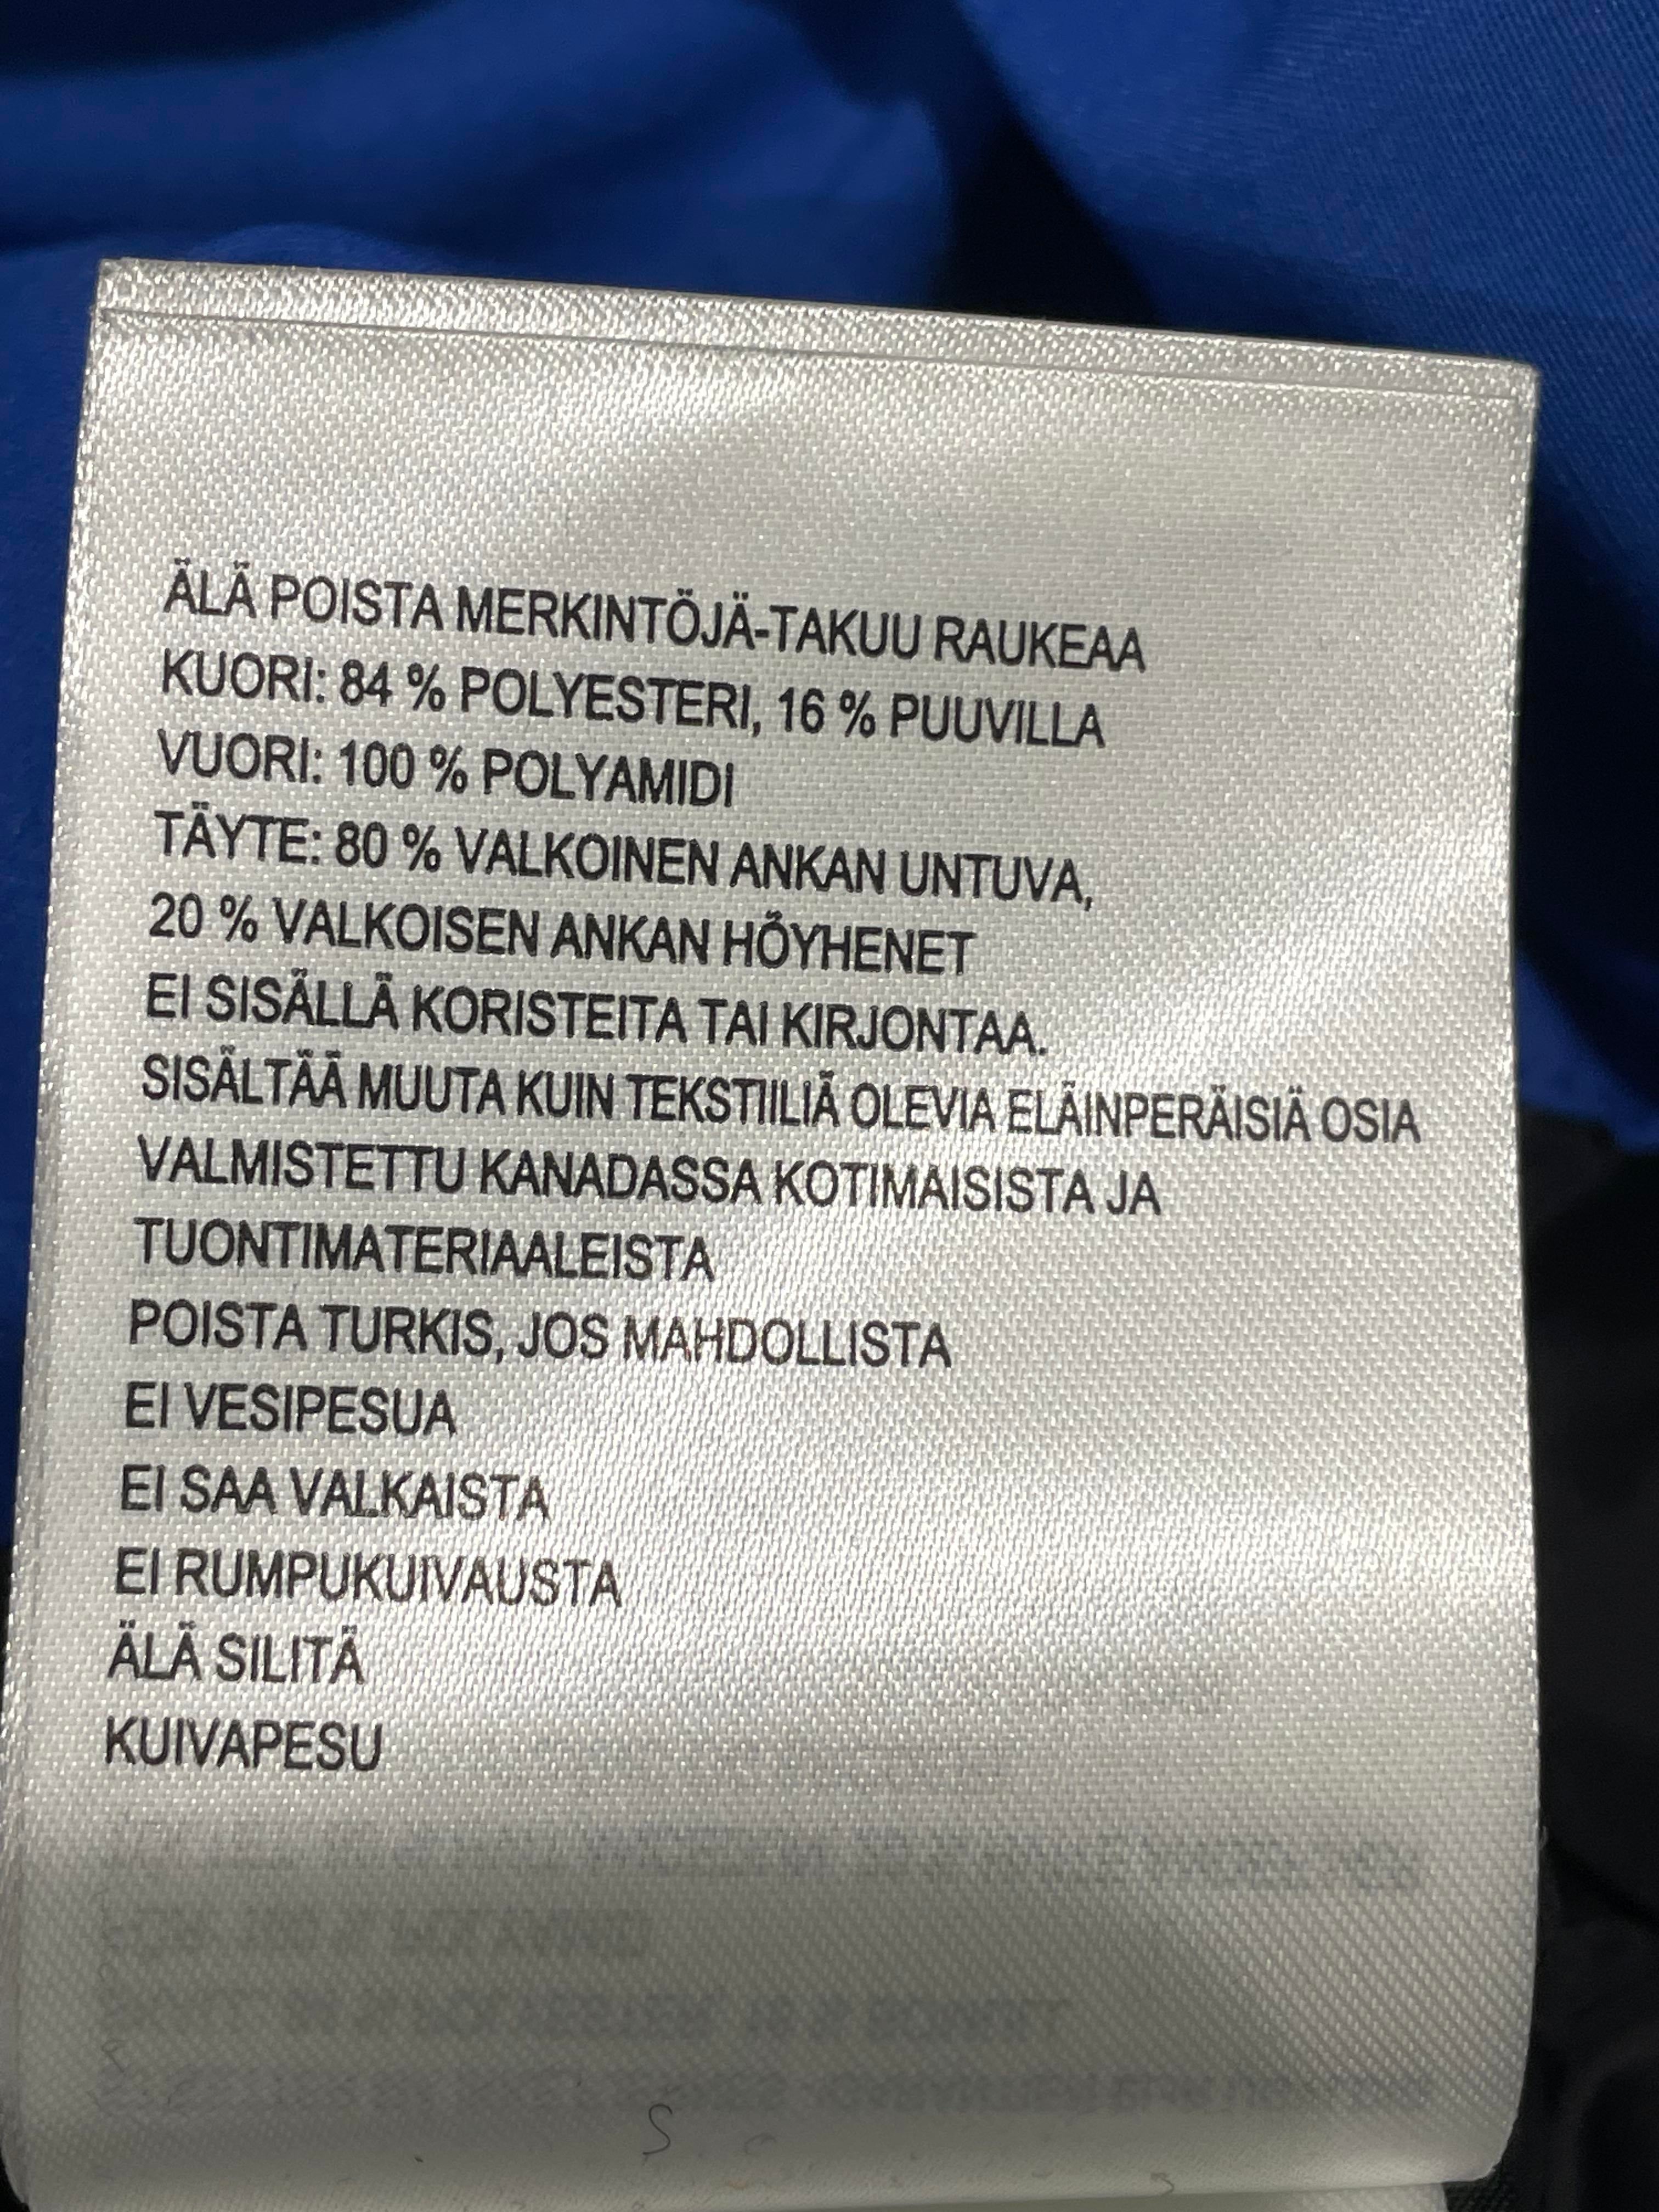 ÄLÄ POISTA MERKINTÖJÄ-TAKUU RAUKEAA
KUORI: 84 % POLYESTERI, 16 % PUUVILLA
VUORI: 100 % POLYAMIDI
TÄYTE: 80 % VALKOINEN ANKAN UNTUVA,
20 % VALKOISEN ANKAN HÖYHENET
EI SISÄLLÄ KORISTEITA TAI KIRJONTAA.
SISÄLTÄÄ MUUTA KUIN TEKSTIILIÄ OLEVIA ELÄINPERÄISIÄ OSIA
VALMISTETTU KANADASSA KOTIMAISISTA JA
TUONTIMATERIAALEISTA
POISTA TURKIS, JOS MAHDOLLISTA
EI VESIPESUA
EI SAA VALKAISTA
EI RUMPUKUIVAUSTA
ÄLÄ SILITÄ
KUIVAPESU